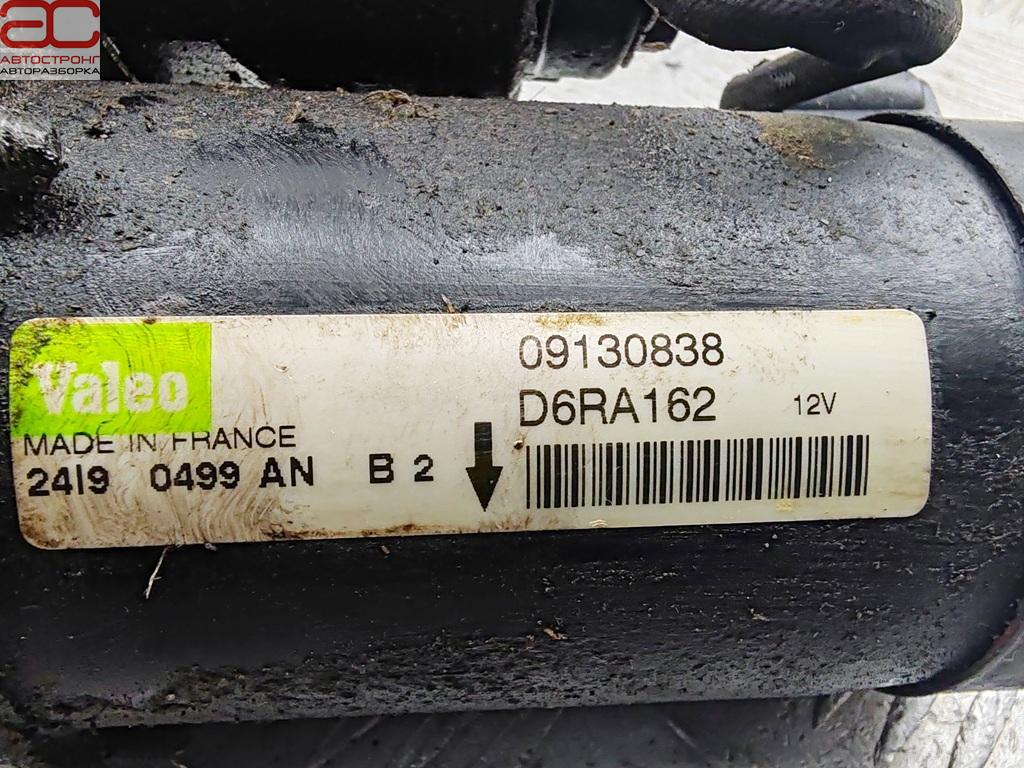 АС
АВТОСТРОНГ
АВТОРАЗБОРКА
Valeo
MADE IN FRANCE
24I9 0499 AN B 2
09130838
D6RA162 12V